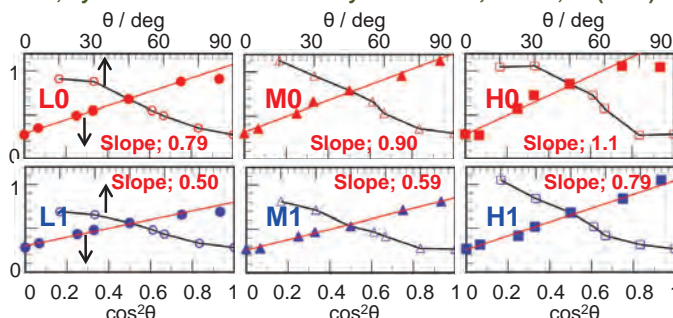 θ / deg θ / deg θ / deg
0 30 60 90 0 30 60 90 0 30 60 90
1 L0 M0 H0
Slope; 0.79 Slope; 0.90 Slope; 1.1
0
Slope; 0.50 Slope; 0.59 Slope; 0.79
1 L1 M1 H1
0
0 0.2 0.4 0.6 0.8 1 0 0.2 0.4 0.6 0.8 1 0 0.2 0.4 0.6 0.8 1
cos²θ cos²θ cos²θ